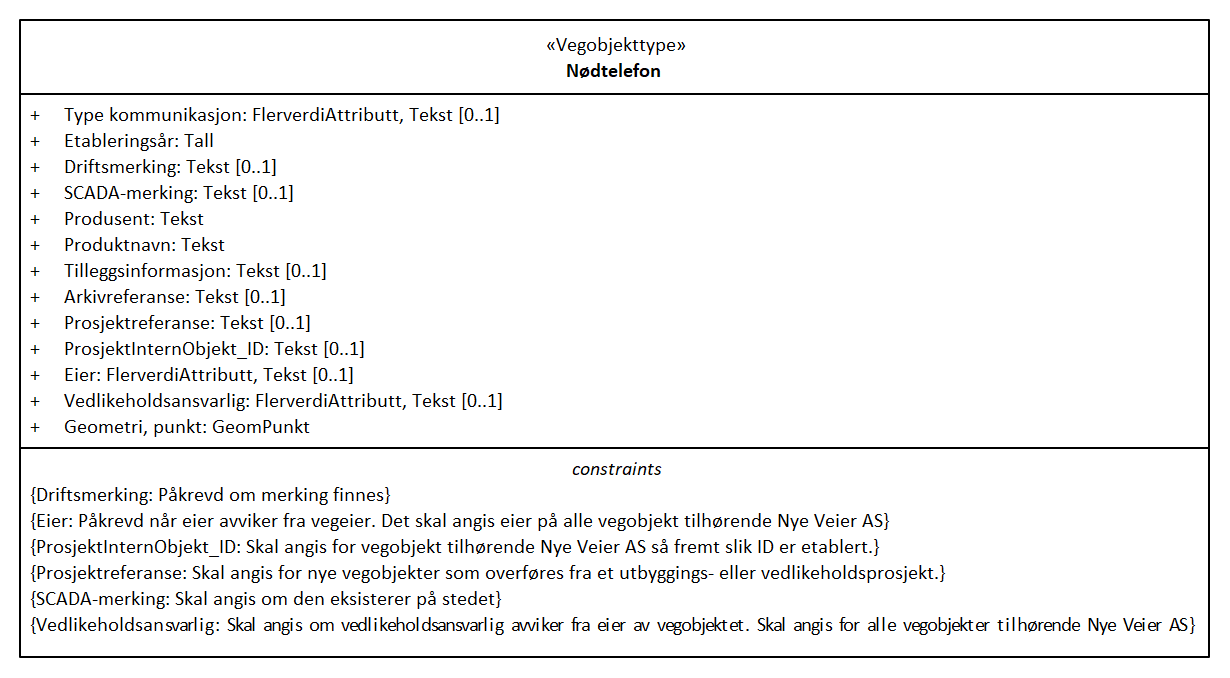 «Vegobjekttype»
Nødtelefon
+ Type kommunikasjon: FlerverdiAttributt, Tekst [0..1]
+ Etableringsår: Tall
+ Driftsmerking: Tekst [0..1]
+ SCADA-merking: Tekst [0..1]
+ Produsent: Tekst
+ Produktnavn: Tekst
+ Tilleggsinformasjon: Tekst [0..1]
+ Arkivreferanse: Tekst [0..1]
+ Prosjektreferanse: Tekst [0..1]
+ ProsjektInternObjekt_ID: Tekst [0..1]
+ Eier: FlerverdiAttributt, Tekst [0..1]
+ Vedlikeholdsansvarlig: FlerverdiAttributt, Tekst [0..1]
+ Geometri, punkt: GeomPunkt
constraints
{Driftsmerking: Påkrevd om merking finnes}
{Eier: Påkrevd når eier avviker fra vegeier. Det skal angis eier på alle vegobjekt tilhørende Nye Veier AS}
{ProsjektInternObjekt_ID: Skal angis for vegobjekt tilhørende Nye Veier AS så fremt slik ID er etablert.}
{Prosjektreferanse: Skal angis for nye vegobjekter som overføres fra et utbyggings- eller vedlikeholdsprosjekt.}
{SCADA-merking: Skal angis om den eksisterer på stedet}
{Vedlikeholdsansvarlig: Skal angis om vedlikeholdsansvarlig avviker fra eier av vegobjektet. Skal angis for alle vegobjekter tilhørende Nye Veier AS}